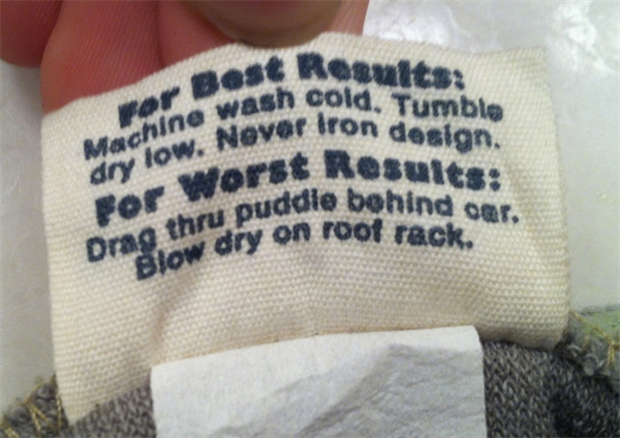 For Best Results:
Machine wash cold. Tumble
dry low. Never iron design.
For Worst Results:
Drag thru puddle behind car.
Blow dry on roof rack.